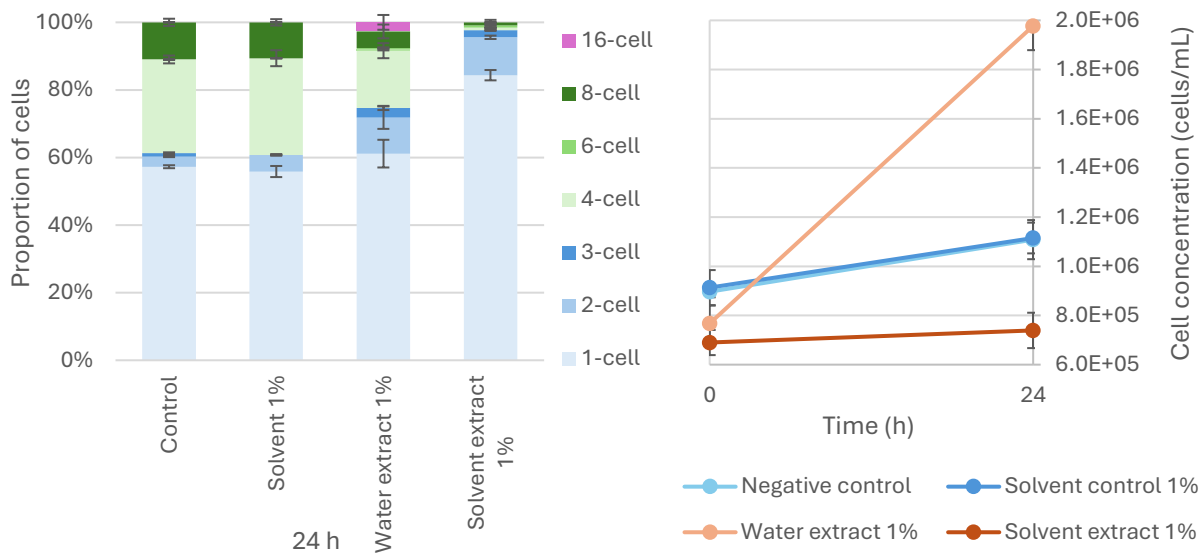 Proportion of cells
100%
80%
60%
40%
20%
0%
Control
Solvent 1%
Water extract 1%
Solvent extract
1%
24 h
16-cell
8-cell
6-cell
4-cell
3-cell
2-cell
1-cell
2.0E+06
1.8E+06
1.6E+06
1.4E+06
1.2E+06
1.0E+06
8.0E+05
6.0E+05
Cell concentration (cells/mL)
0
24
Time (h)
Negative control
Solvent control 1%
Water extract 1%
Solvent extract 1%